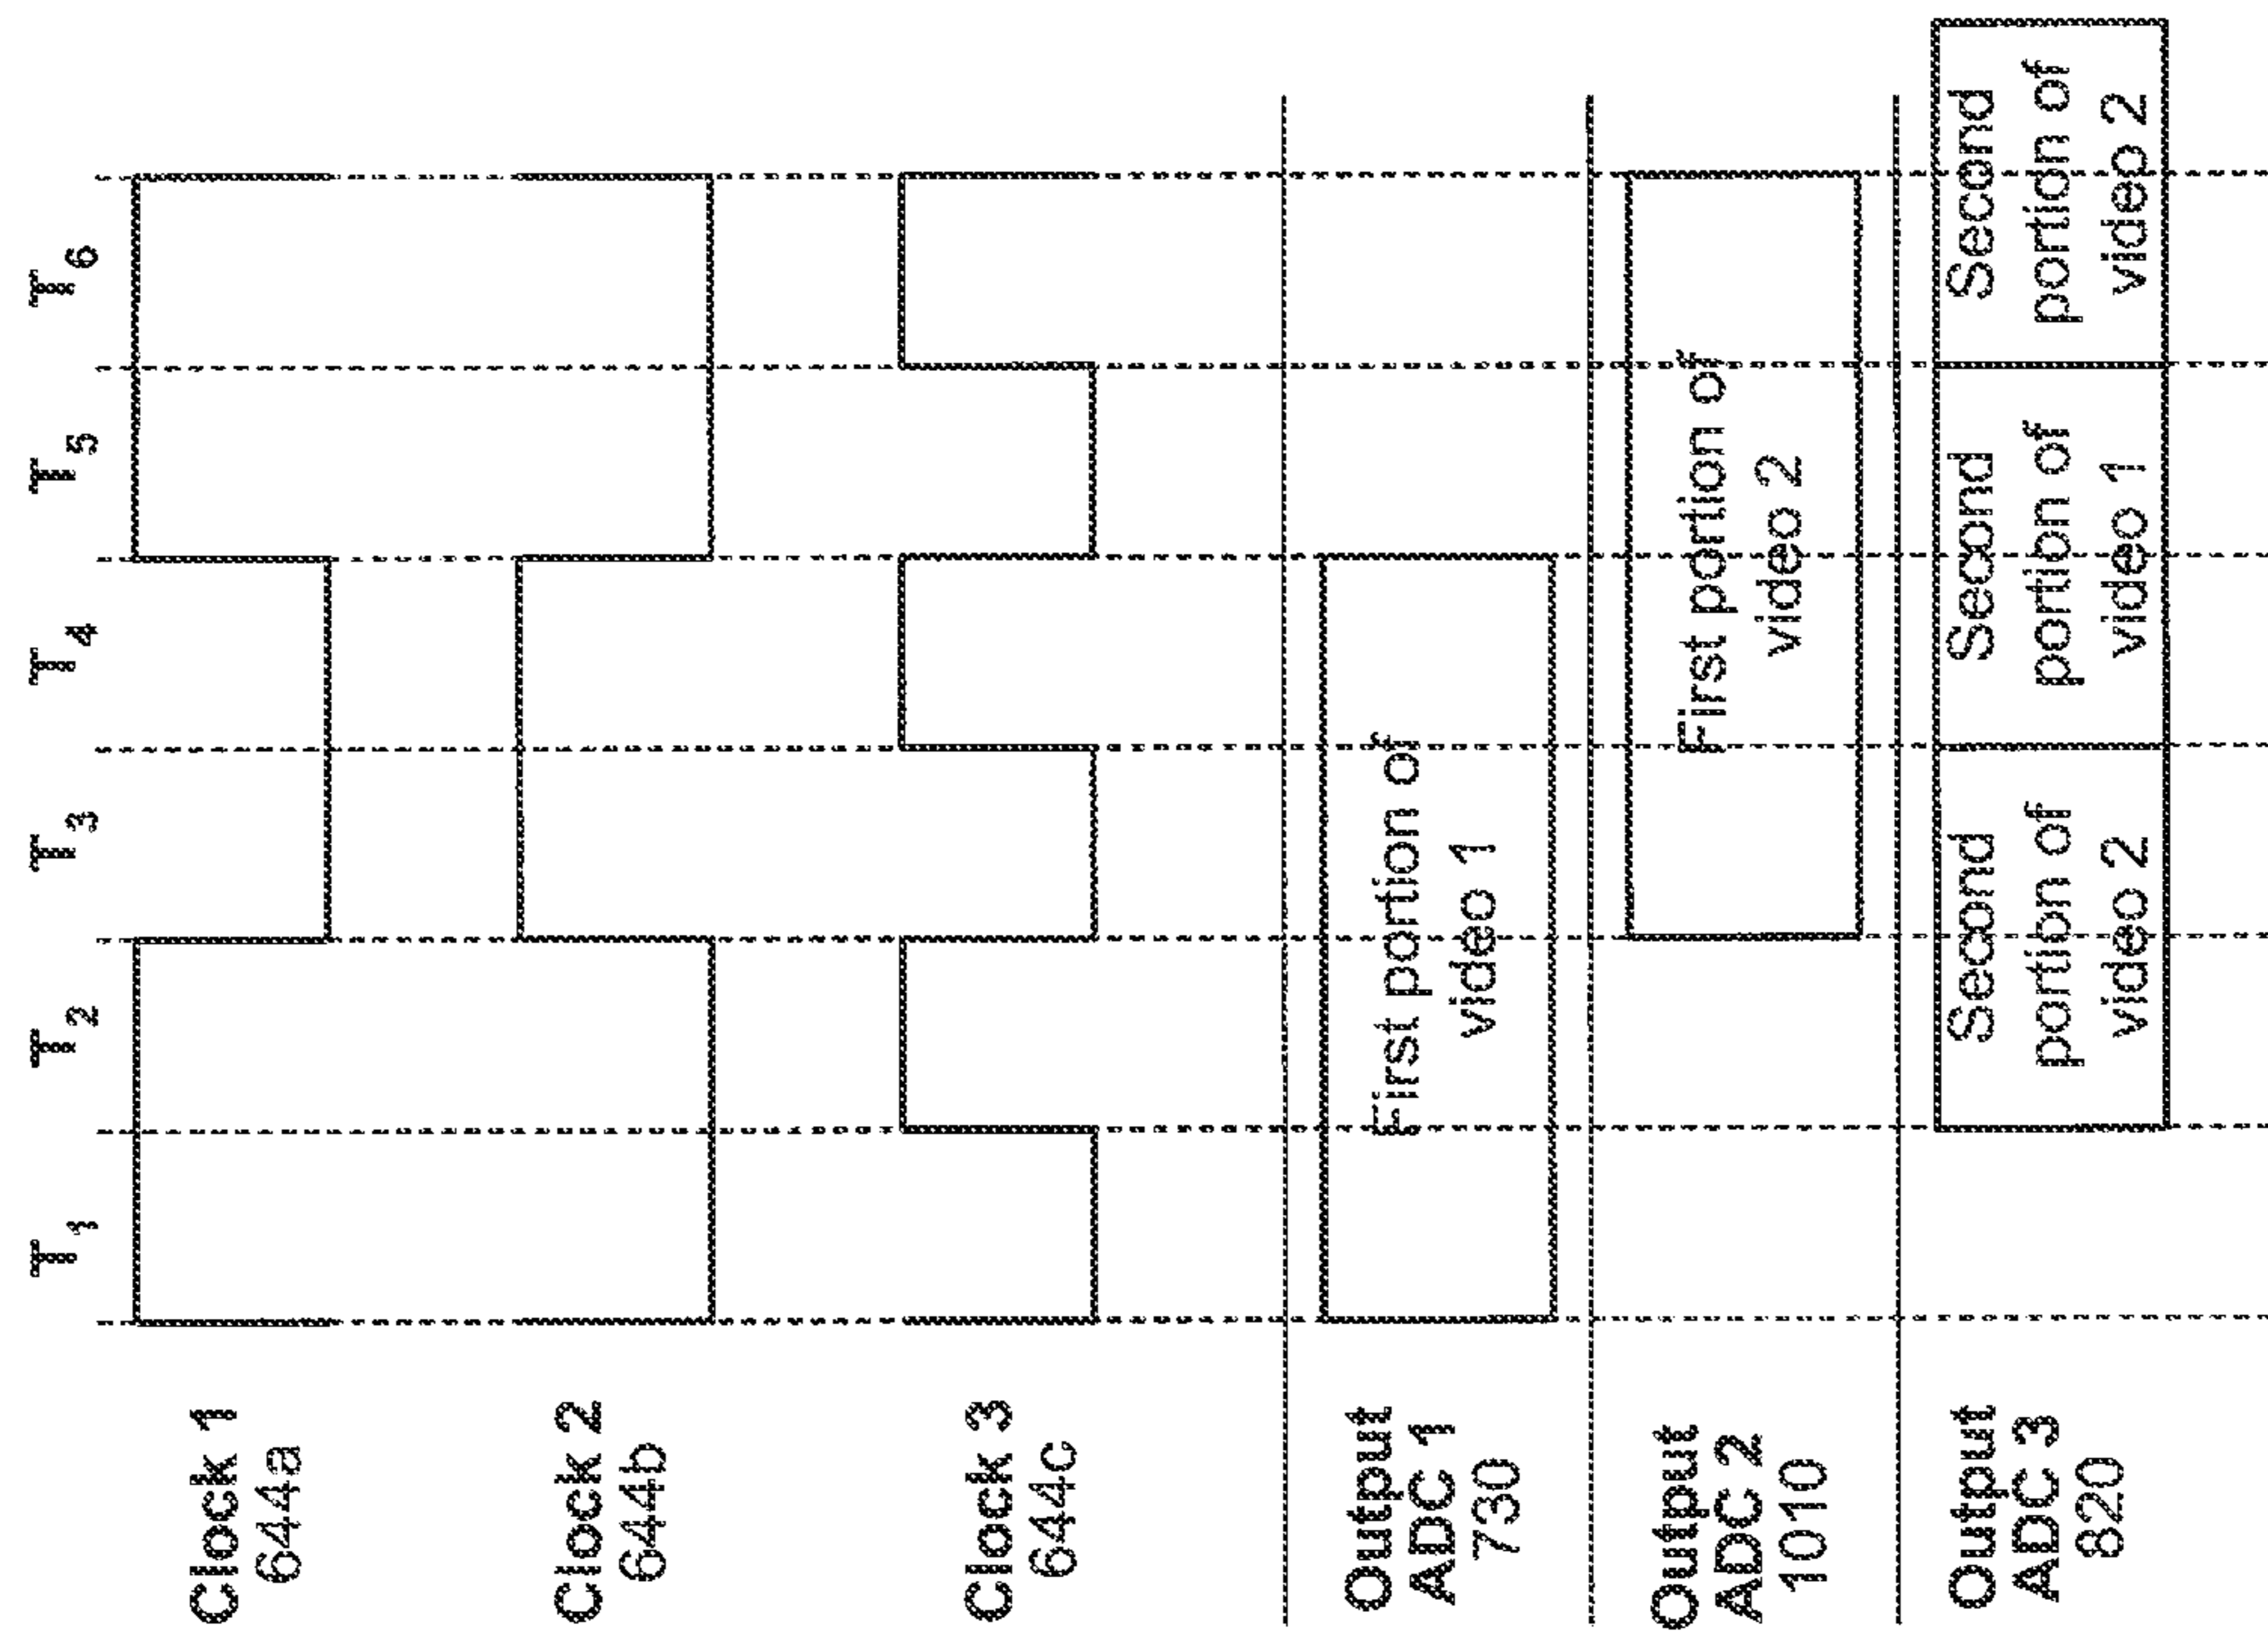 T1 T2 T3 T4 T5 T6
Clock 1
644a
Clock 2
644b
Clock 3
644c
Output
ADC 1
730
First portion of
video 1
Output
ADC 2
1010
First portion of
video 2
Output
ADC 3
820
Second
portion of
video 2
Second
portion of
video 1
Second
portion of
video 2